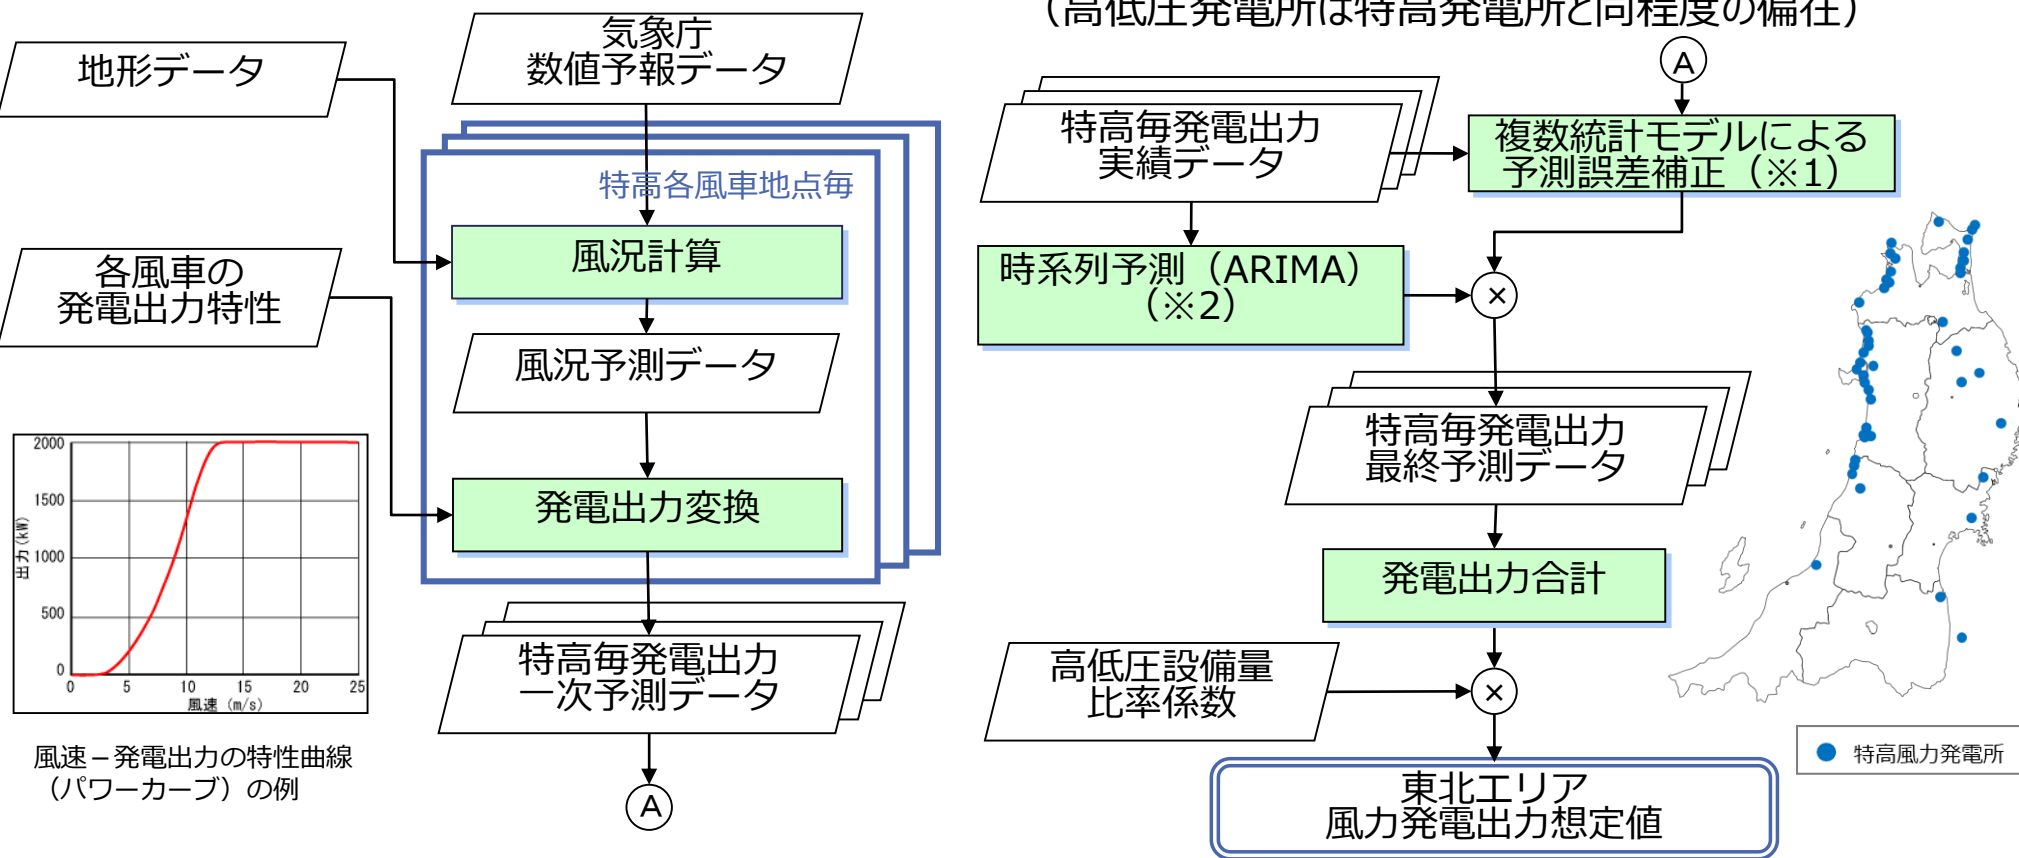 （高低圧発電所は特高発電所と同程度の偏在）
地形データ
気象庁
数値予報データ
特高各風車地点毎
風況計算
各風車の
発電出力特性
風況予測データ
発電出力変換
2000
1500
1000
500
0
出力(kW)
0 5 10 15 20 25
風速 (m/s)
風速－発電出力の特性曲線
（パワーカーブ）の例
特高毎発電出力
一次予測データ
A
A
特高毎発電出力
実績データ
複数統計モデルによる
予測誤差補正（※1）
時系列予測（ARIMA）
（※2）
×
特高毎発電出力
最終予測データ
発電出力合計
高低圧設備量
比率係数
×
東北エリア
風力発電出力想定値
特高風力発電所